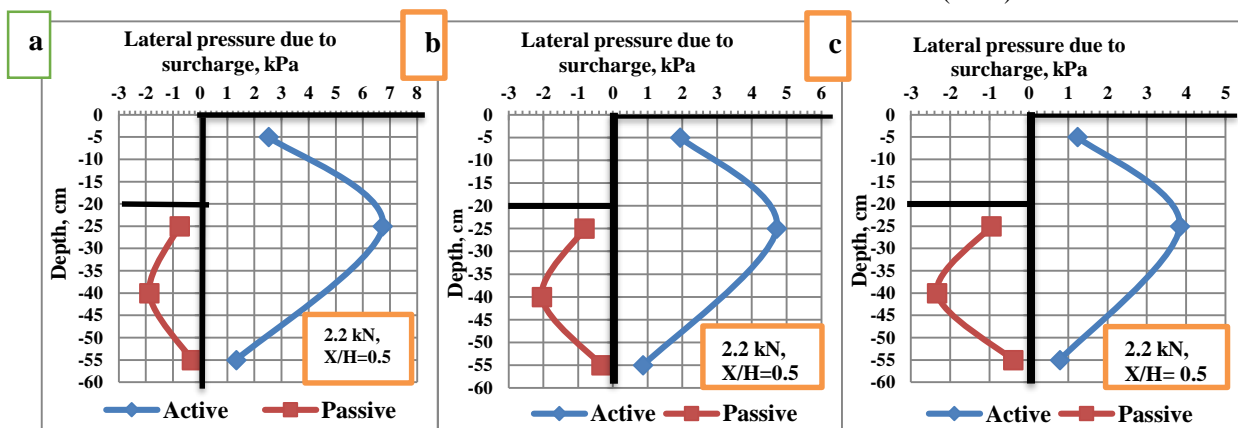 a
Lateral pressure due to
surcharge, kPa
-3 -2 -1 0 1 2 3 4 5 6 7 8
0
-5
-10
-15
-20
-25
-30
-35
-40
-45
-50
-55
-60
Depth, cm
2.2 kN,
X/H=0.5
Active Passive
b
Lateral pressure due to
surcharge, kPa
-3 -2 -1 0 1 2 3 4 5 6
0
-5
-10
-15
-20
-25
-30
-35
-40
-45
-50
-55
-60
Depth, cm
2.2 kN,
X/H=0.5
Active Passive
c
Lateral pressure due to
surcharge, kPa
-3 -2 -1 0 1 2 3 4 5
0
-5
-10
-15
-20
-25
-30
-35
-40
-45
-50
-55
-60
Depth, cm
2.2 kN,
X/H= 0.5
Active Passive